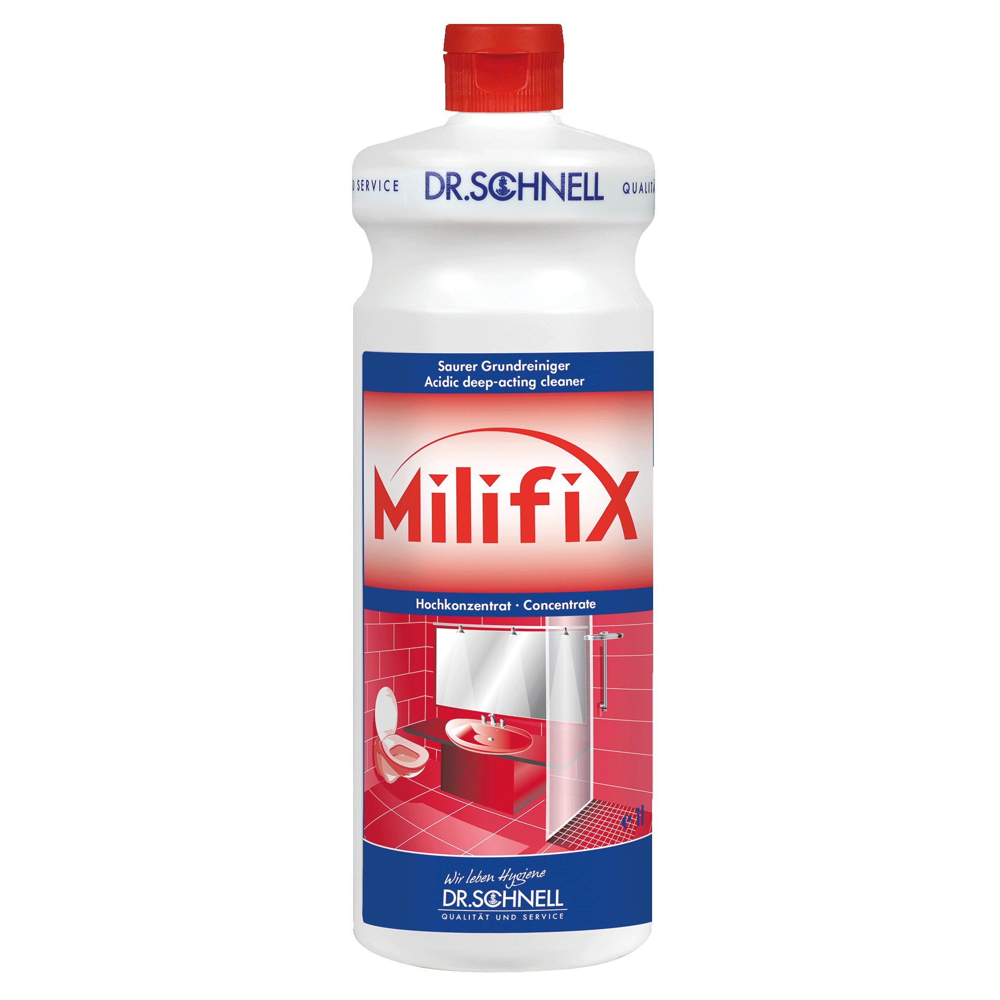 D SERVICE DR.SCHNELL QUALITÄ
Saurer Grundreiniger
Acidic deep-acting cleaner
Milifix
Hochkonzentrat · Concentrate
e 1l
Wir leben Hygiene
DR.SCHNELL
QUALITÄT UND SERVICE